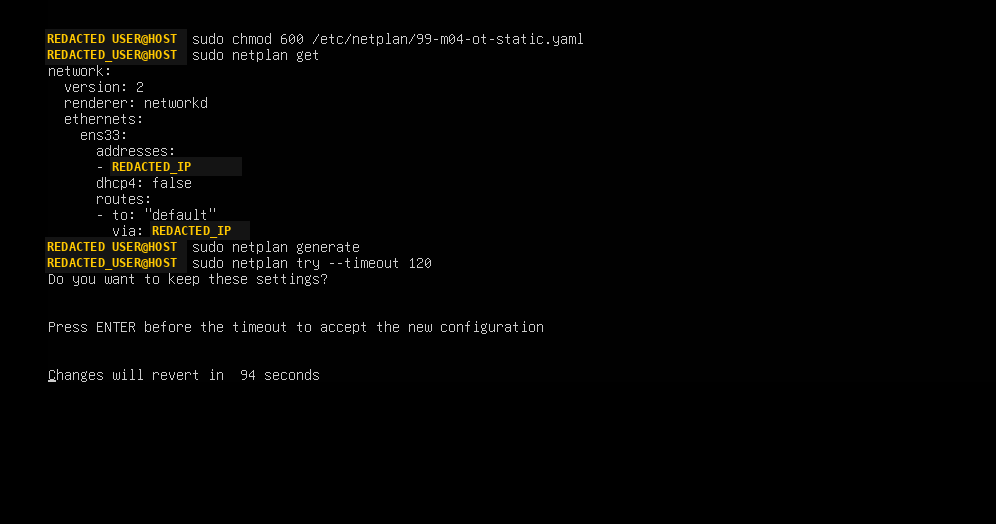 REDACTED_USER@HOST sudo chmod 600 /etc/netplan/99-m04-ot-static.yaml
REDACTED_USER@HOST sudo netplan get
network:
  version: 2
  renderer: networkd
  ethernets:
    ens33:
      addresses:
      - REDACTED_IP
      dhcp4: false
      routes:
      - to: "default"
        via: REDACTED_IP
REDACTED_USER@HOST sudo netplan generate
REDACTED_USER@HOST sudo netplan try --timeout 120
Do you want to keep these settings?
Press ENTER before the timeout to accept the new configuration
Changes will revert in  94 seconds